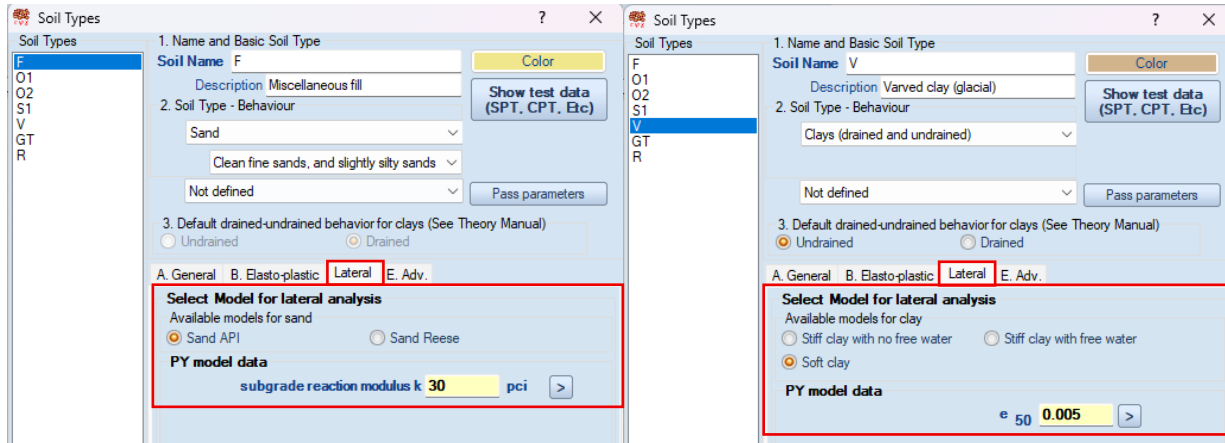 Soil Types ? ×
Soil Types
F
O1
O2
S1
V
GT
R
1. Name and Basic Soil Type
Soil Name F
Color
Description Miscellaneous fill
Show test data
(SPT, CPT, Etc)
2. Soil Type - Behaviour
Sand
Clean fine sands, and slightly silty sands
Not defined
Pass parameters
3. Default drained-undrained behavior for clays (See Theory Manual)
Undrained Drained
A. General B. Elasto-plastic Lateral E. Adv.
Select Model for lateral analysis
Available models for sand
Sand API Sand Reese
PY model data
subgrade reaction modulus k 30 pci >
Soil Types ? ×
Soil Types
F
O1
O2
S1
V
GT
R
1. Name and Basic Soil Type
Soil Name V
Color
Description Varved clay (glacial)
Show test data
(SPT, CPT, Etc)
2. Soil Type - Behaviour
Clays (drained and undrained)
Not defined
Pass parameters
3. Default drained-undrained behavior for clays (See Theory Manual)
Undrained Drained
A. General B. Elasto-plastic Lateral E. Adv.
Select Model for lateral analysis
Available models for clay
Stiff clay with no free water Stiff clay with free water
Soft clay
PY model data
e 50 0.005 >